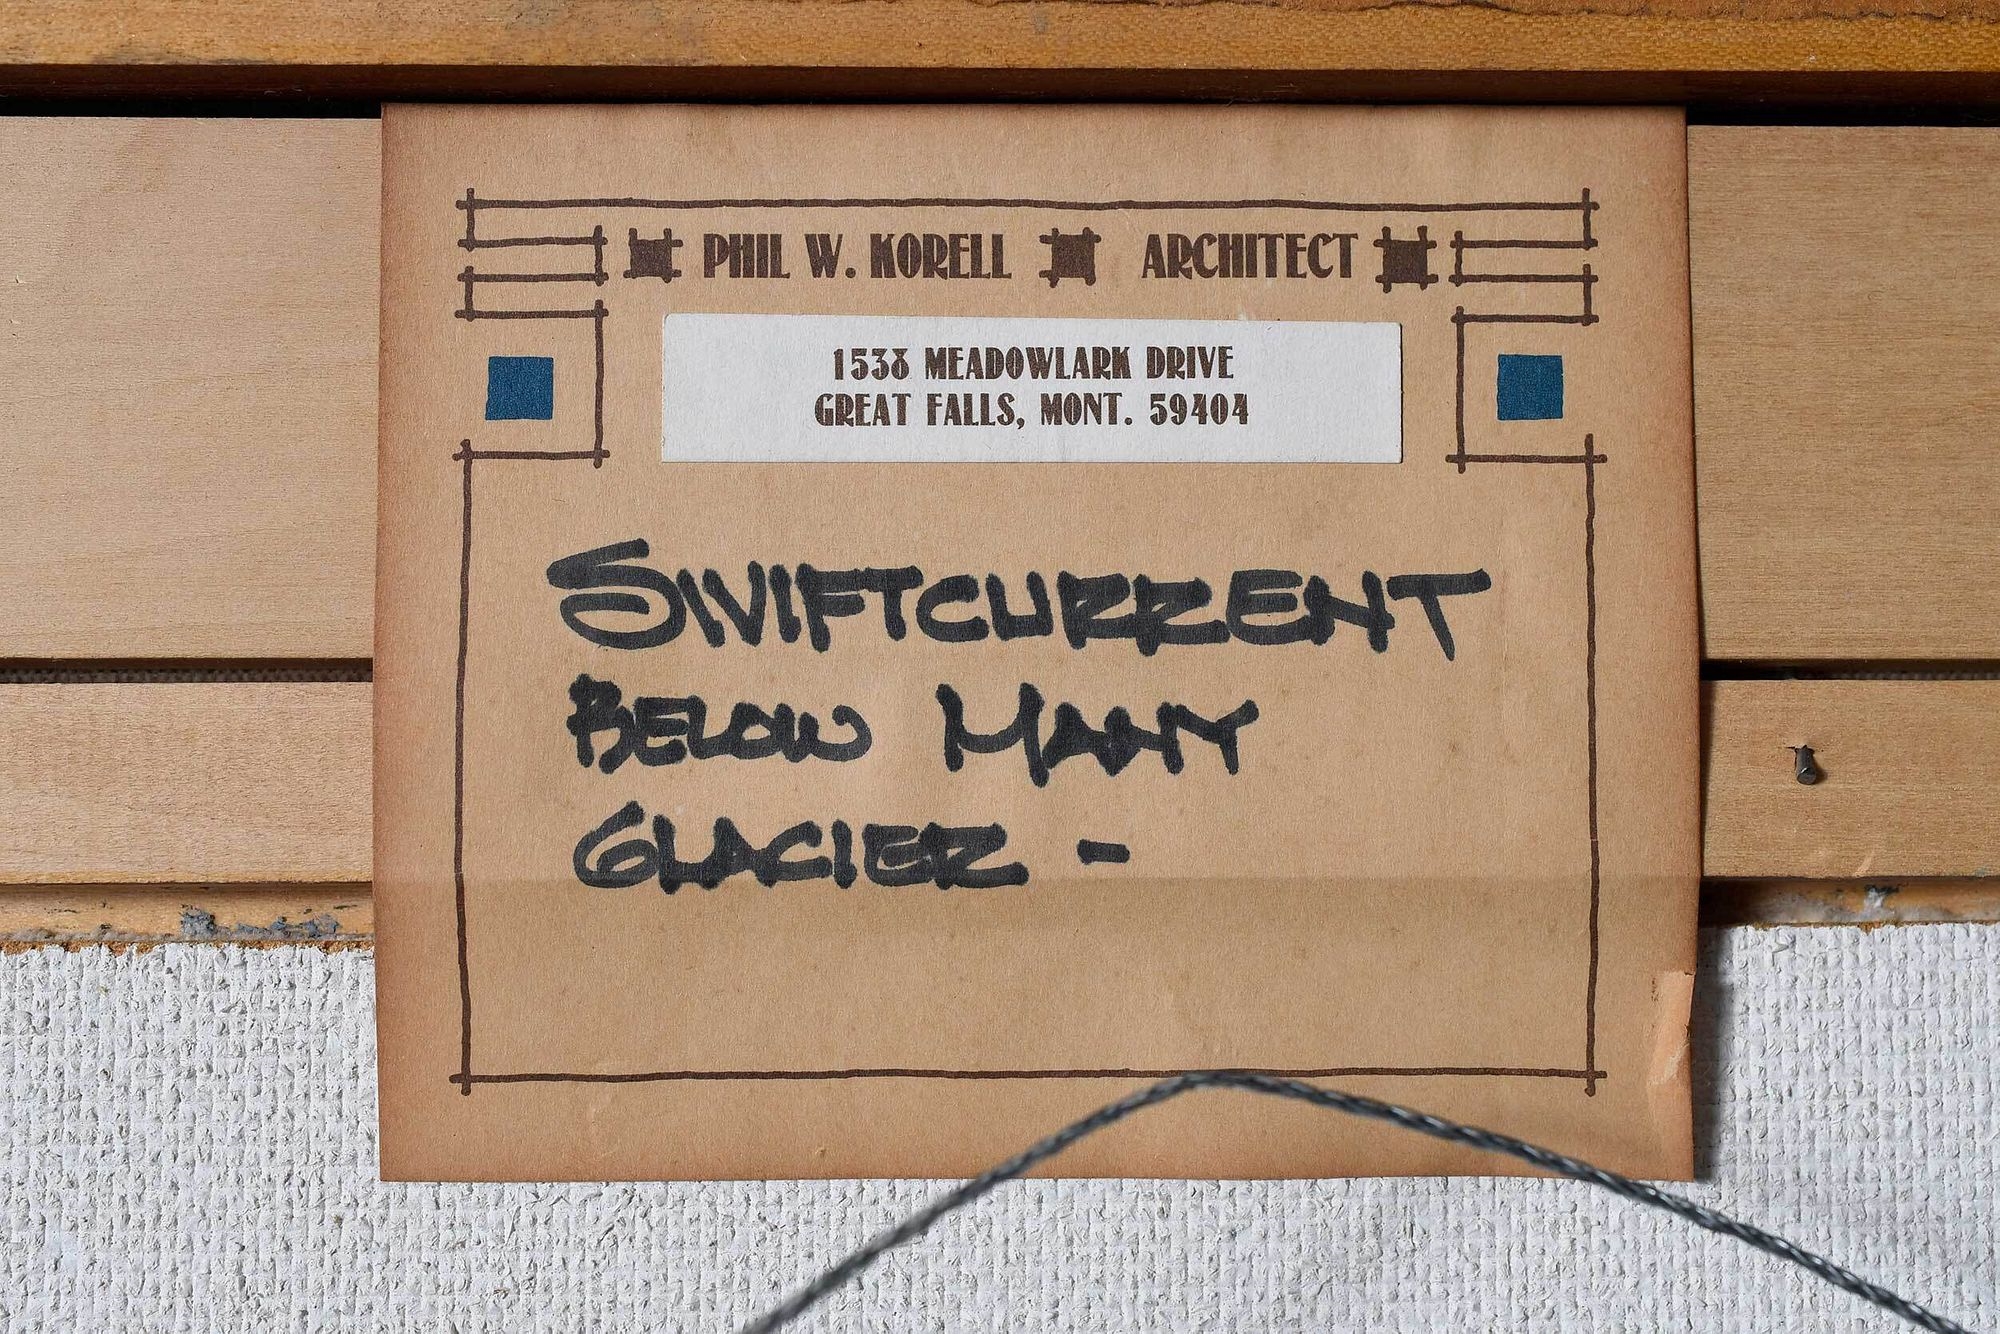 PHIL W. KORELL ARCHITECT
1538 MEADOWLARK DRIVE
GREAT FALLS, MONT. 59404
SWIFTCURRENT
BELOW MANY
GLACIER -